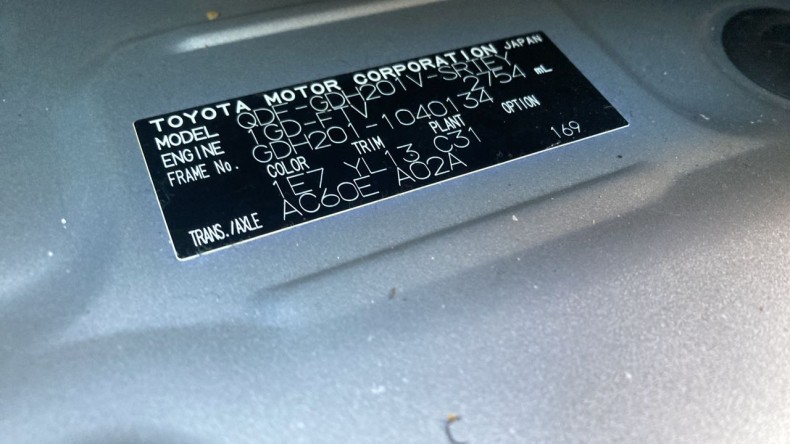 TOYOTA MOTOR CORPORATION JAPAN
MODEL QDF-GDH201V-SRTEY
ENGINE 1GD-FTV 2754 mL
FRAME No. GDH201-1040134
COLOR TRIM PLANT OPTION
1E7 YL13 C31 169
TRANS./AXLE AC60E A02A